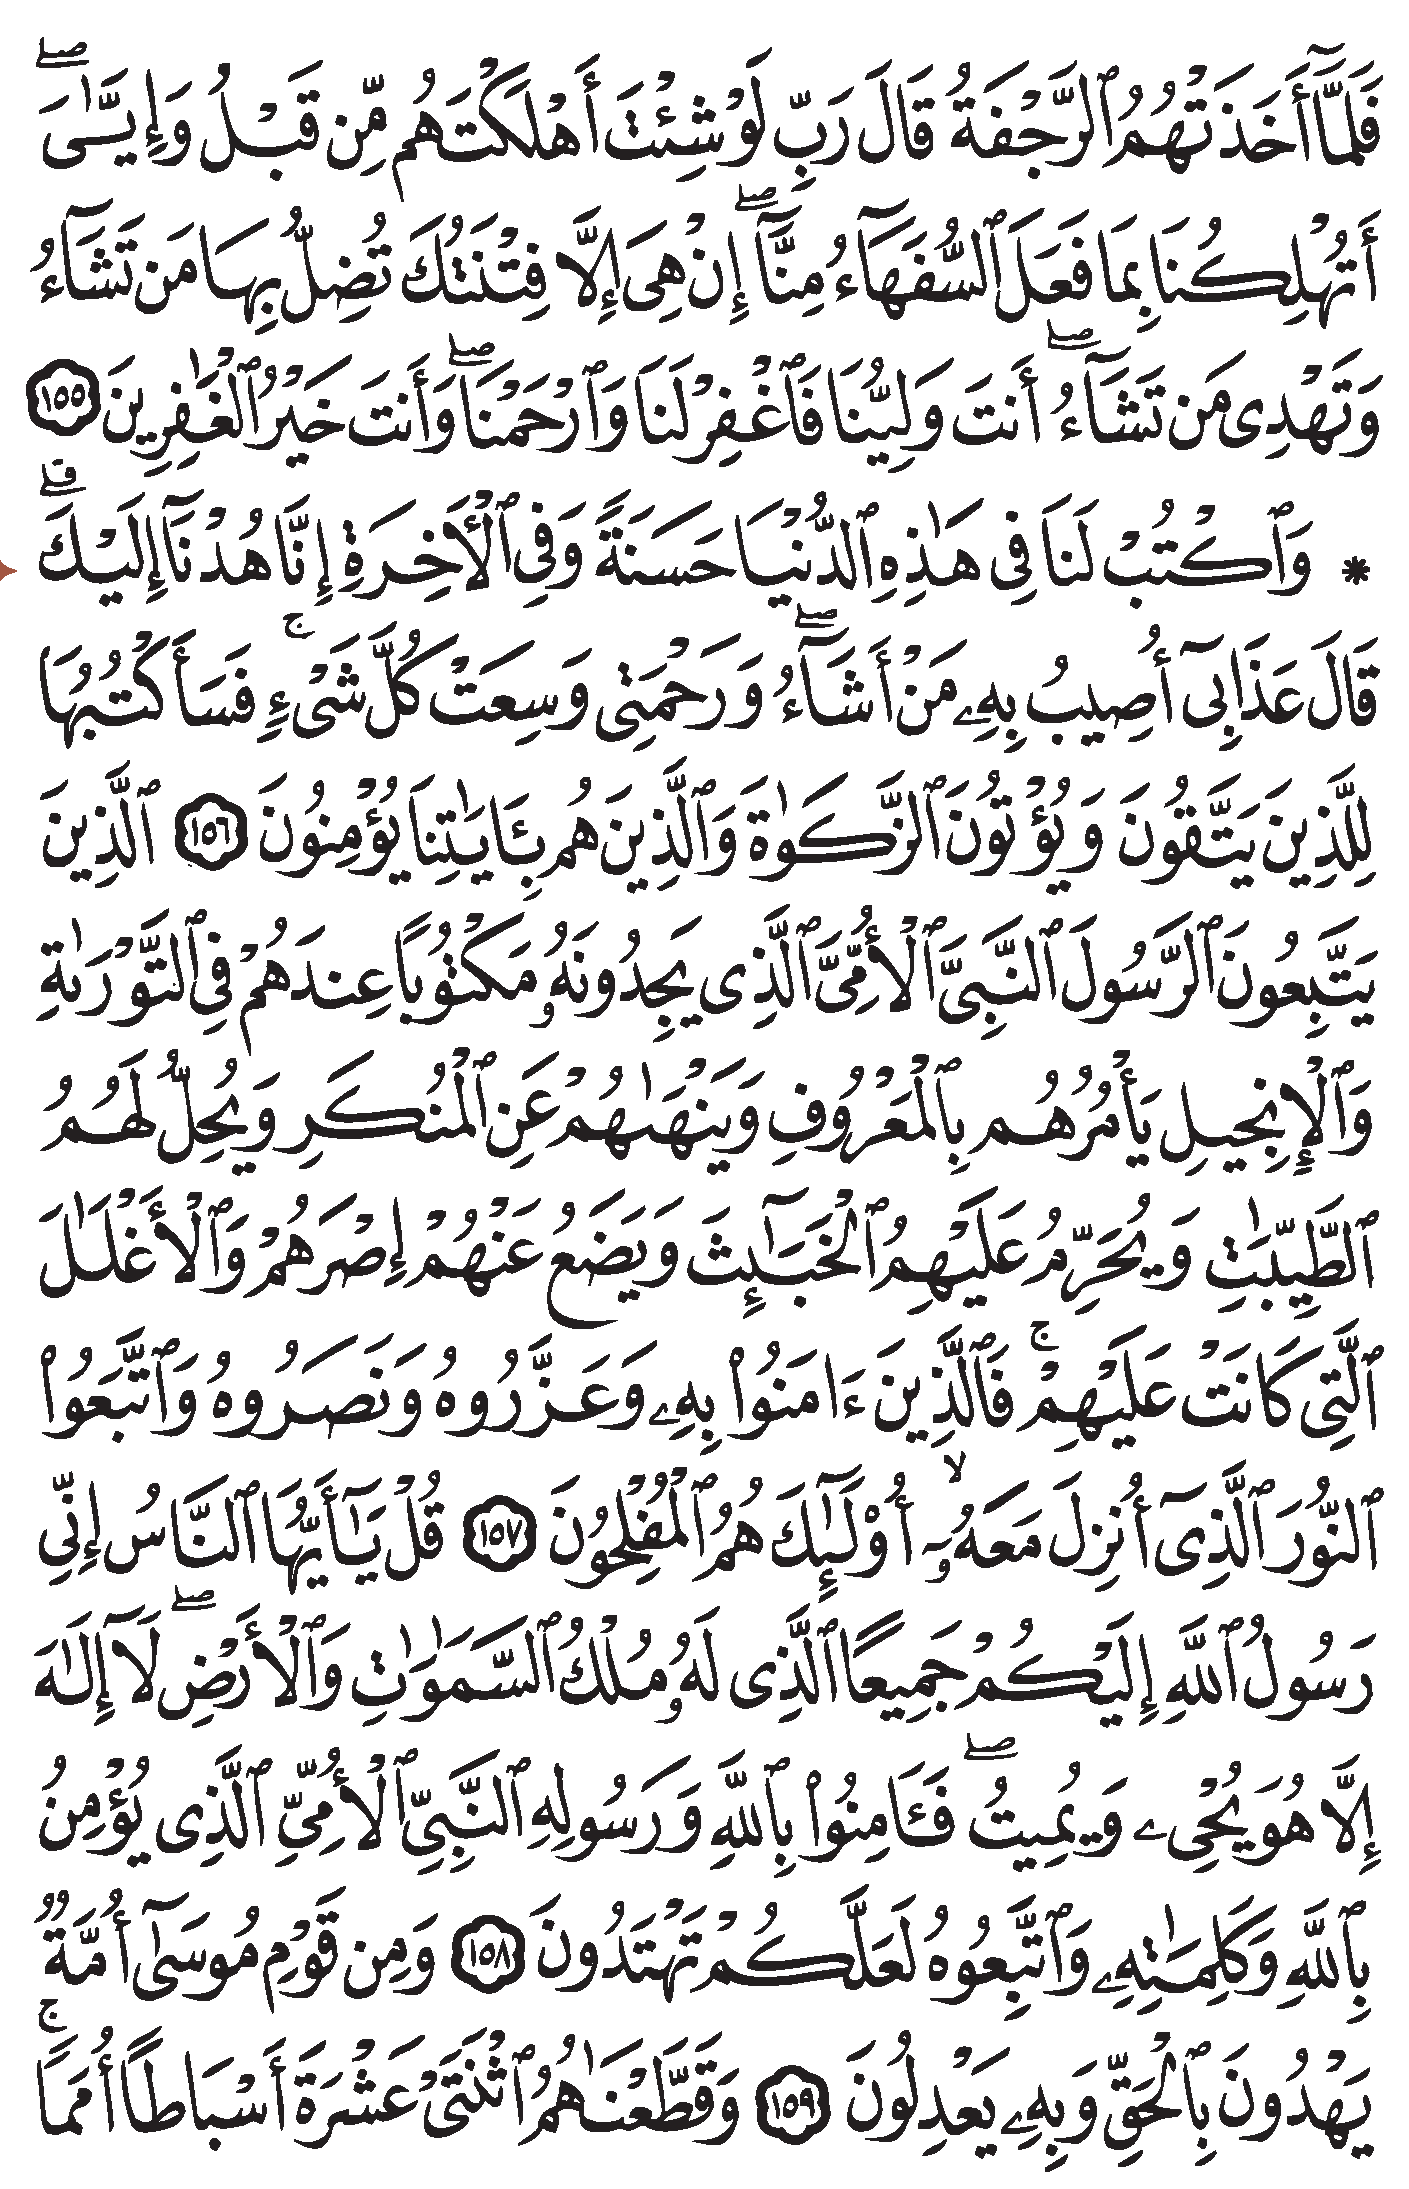 فَلَمَّآ أَخَذَتْهُمُ ٱلرَّجْفَةُ قَالَ رَبِّ لَوْ شِئْتَ أَهْلَكْتَهُم مِّن قَبْلُ وَإِيَّٰىَۖ
أَتُهْلِكُنَا بِمَا فَعَلَ ٱلسُّفَهَآءُ مِنَّآۖ إِنْ هِىَ إِلَّا فِتْنَتُكَ تُضِلُّ بِهَا مَن تَشَآءُ
وَتَهْدِى مَن تَشَآءُۖ أَنتَ وَلِيُّنَا فَٱغْفِرْ لَنَا وَٱرْحَمْنَاۖ وَأَنتَ خَيْرُ ٱلْغَٰفِرِينَ ١٥٥
* وَٱكْتُبْ لَنَا فِى هَٰذِهِ ٱلدُّنْيَا حَسَنَةً وَفِى ٱلْأَخِرَةِ إِنَّا هُدْنَآ إِلَيْكَۗ
قَالَ عَذَابِىٓ أُصِيبُ بِهِۦ مَنْ أَشَآءُۖ وَرَحْمَتِى وَسِعَتْ كُلَّ شَىْءٍۚ فَسَأَكْتُبُهَا
لِلَّذِينَ يَتَّقُونَ وَيُؤْتُونَ ٱلزَّكَوٰةَ وَٱلَّذِينَ هُم بِـَٔايَٰتِنَا يُؤْمِنُونَ ١٥٦ ٱلَّذِينَ
يَتَّبِعُونَ ٱلرَّسُولَ ٱلنَّبِىَّ ٱلْأُمِّىَّ ٱلَّذِى يَجِدُونَهُۥ مَكْتُوبًا عِندَهُمْ فِى ٱلتَّوْرَىٰةِ
وَٱلْإِنجِيلِ يَأْمُرُهُم بِٱلْمَعْرُوفِ وَيَنْهَىٰهُمْ عَنِ ٱلْمُنكَرِ وَيُحِلُّ لَهُمُ
ٱلطَّيِّبَٰتِ وَيُحَرِّمُ عَلَيْهِمُ ٱلْخَبَٰٓئِثَ وَيَضَعُ عَنْهُمْ إِصْرَهُمْ وَٱلْأَغْلَٰلَ
ٱلَّتِى كَانَتْ عَلَيْهِمْۚ فَٱلَّذِينَ ءَامَنُوا۟ بِهِۦ وَعَزَّرُوهُ وَنَصَرُوهُ وَٱتَّبَعُوا۟
ٱلنُّورَ ٱلَّذِىٓ أُنزِلَ مَعَهُۥٓۙ أُو۟لَٰٓئِكَ هُمُ ٱلْمُفْلِحُونَ ١٥٧ قُلْ يَٰٓأَيُّهَا ٱلنَّاسُ إِنِّى
رَسُولُ ٱللَّهِ إِلَيْكُمْ جَمِيعًا ٱلَّذِى لَهُۥ مُلْكُ ٱلسَّمَٰوَٰتِ وَٱلْأَرْضِۖ لَآ إِلَٰهَ
إِلَّا هُوَ يُحْىِۦ وَيُمِيتُۖ فَـَٔامِنُوا۟ بِٱللَّهِ وَرَسُولِهِ ٱلنَّبِىِّ ٱلْأُمِّىِّ ٱلَّذِى يُؤْمِنُ
بِٱللَّهِ وَكَلِمَٰتِهِۦ وَٱتَّبِعُوهُ لَعَلَّكُمْ تَهْتَدُونَ ١٥٨ وَمِن قَوْمِ مُوسَىٰٓ أُمَّةٌ
يَهْدُونَ بِٱلْحَقِّ وَبِهِۦ يَعْدِلُونَ ١٥٩ وَقَطَّعْنَٰهُمُ ٱثْنَتَىْ عَشْرَةَ أَسْبَاطًا أُمَمًاۚ